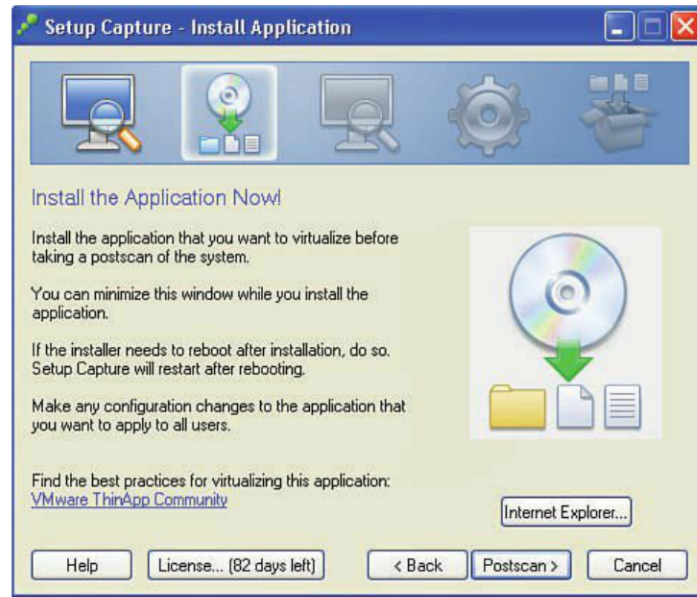 Setup Capture - Install Application
Install the Application Now!
Install the application that you want to virtualize before
taking a postscan of the system.
You can minimize this window while you install the
application.
If the installer needs to reboot after installation, do so.
Setup Capture will restart after rebooting.
Make any configuration changes to the application that
you want to apply to all users.
Find the best practices for virtualizing this application:
VMware ThinApp Community
Internet Explorer...
Help
License... (82 days left)
< Back
Postscan >
Cancel